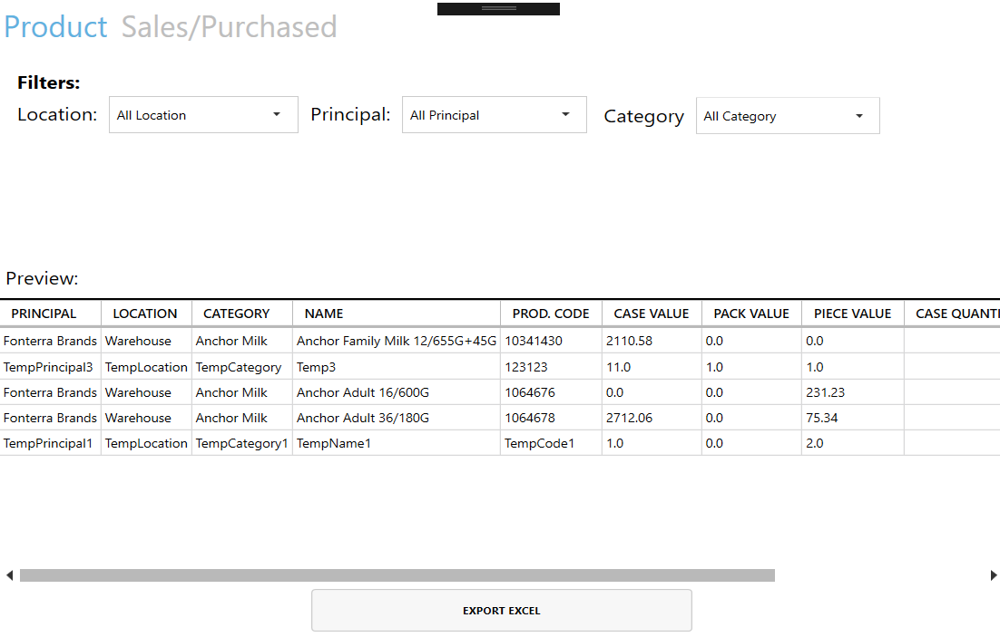 Product Sales/Purchased
Filters:
Location: All Location Principal: All Principal Category All Category
Preview:
PRINCIPAL LOCATION CATEGORY NAME PROD. CODE CASE VALUE PACK VALUE PIECE VALUE CASE QUANTI
Fonterra Brands Warehouse Anchor Milk Anchor Family Milk 12/655G+45G 10341430 2110.58 0.0 0.0
TempPrincipal3 TempLocation TempCategory Temp3 123123 11.0 1.0 1.0
Fonterra Brands Warehouse Anchor Milk Anchor Adult 16/600G 1064676 0.0 0.0 231.23
Fonterra Brands Warehouse Anchor Milk Anchor Adult 36/180G 1064678 2712.06 0.0 75.34
TempPrincipal1 TempLocation TempCategory1 TempName1 TempCode1 1.0 0.0 2.0
EXPORT EXCEL